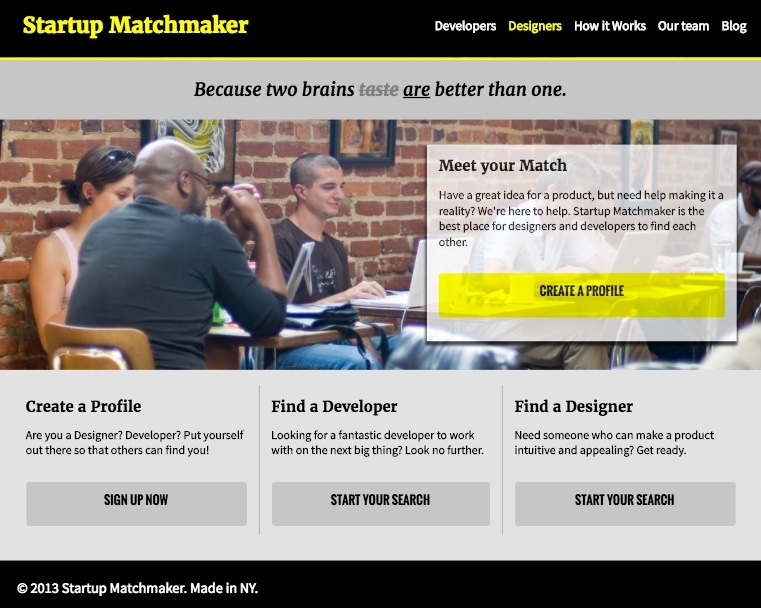 Startup Matchmaker
Developers Designers How it Works Our team Blog
Because two brains taste are better than one.
Meet your Match
Have a great idea for a product, but need help making it a
reality? We're here to help. Startup Matchmaker is the
best place for designers and developers to find each
other.
CREATE A PROFILE
Create a Profile
Are you a Designer? Developer? Put yourself
out there so that others can find you!
SIGN UP NOW
Find a Developer
Looking for a fantastic developer to work
with on the next big thing? Look no further.
START YOUR SEARCH
Find a Designer
Need someone who can make a product
intuitive and appealing? Get ready.
START YOUR SEARCH
© 2013 Startup Matchmaker. Made in NY.